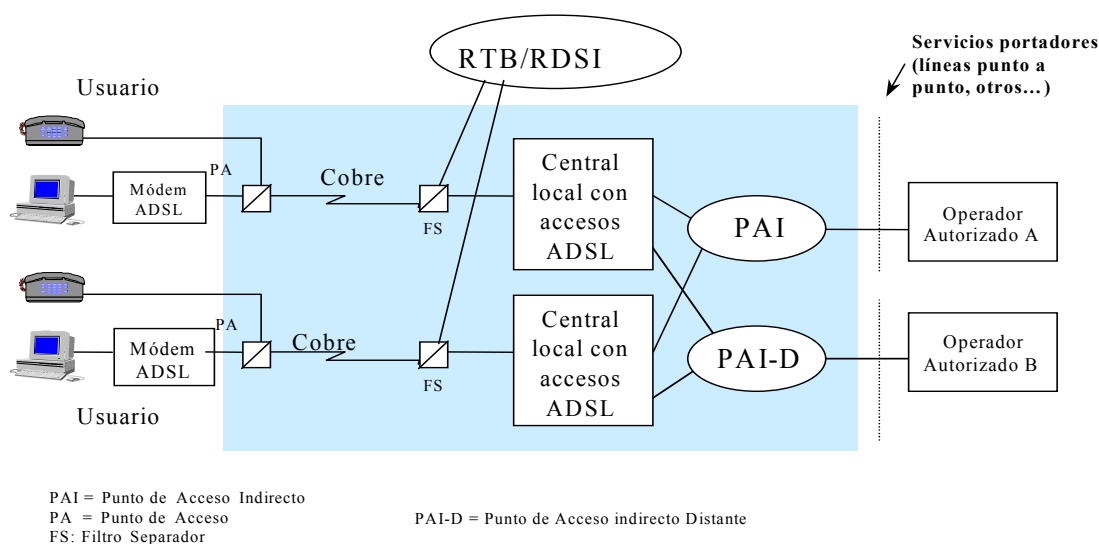 RTB/RDSI
Servicios portadores
(líneas punto a
punto, otros...)
Usuario
PA
Módem
ADSL
Cobre
FS
Central
local con
accesos
ADSL
PAI
Operador
Autorizado A
PA
Módem
ADSL
Cobre
FS
Central
local con
accesos
ADSL
PAI-D
Operador
Autorizado B
Usuario
PAI = Punto de Acceso Indirecto
PA = Punto de Acceso
PAI-D = Punto de Acceso indirecto Distante
FS: Filtro Separador